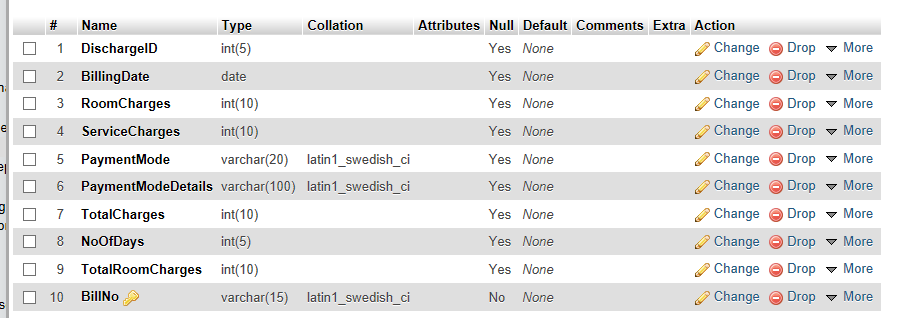 # Name Type Collation Attributes Null Default Comments Extra Action
1 DischargeID int(5) Yes None Change Drop More
2 BillingDate date Yes None Change Drop More
3 RoomCharges int(10) Yes None Change Drop More
4 ServiceCharges int(10) Yes None Change Drop More
5 PaymentMode varchar(20) latin1_swedish_ci Yes None Change Drop More
6 PaymentModeDetails varchar(100) latin1_swedish_ci Yes None Change Drop More
7 TotalCharges int(10) Yes None Change Drop More
8 NoOfDays int(5) Yes None Change Drop More
9 TotalRoomCharges int(10) Yes None Change Drop More
10 BillNo varchar(15) latin1_swedish_ci No None Change Drop More